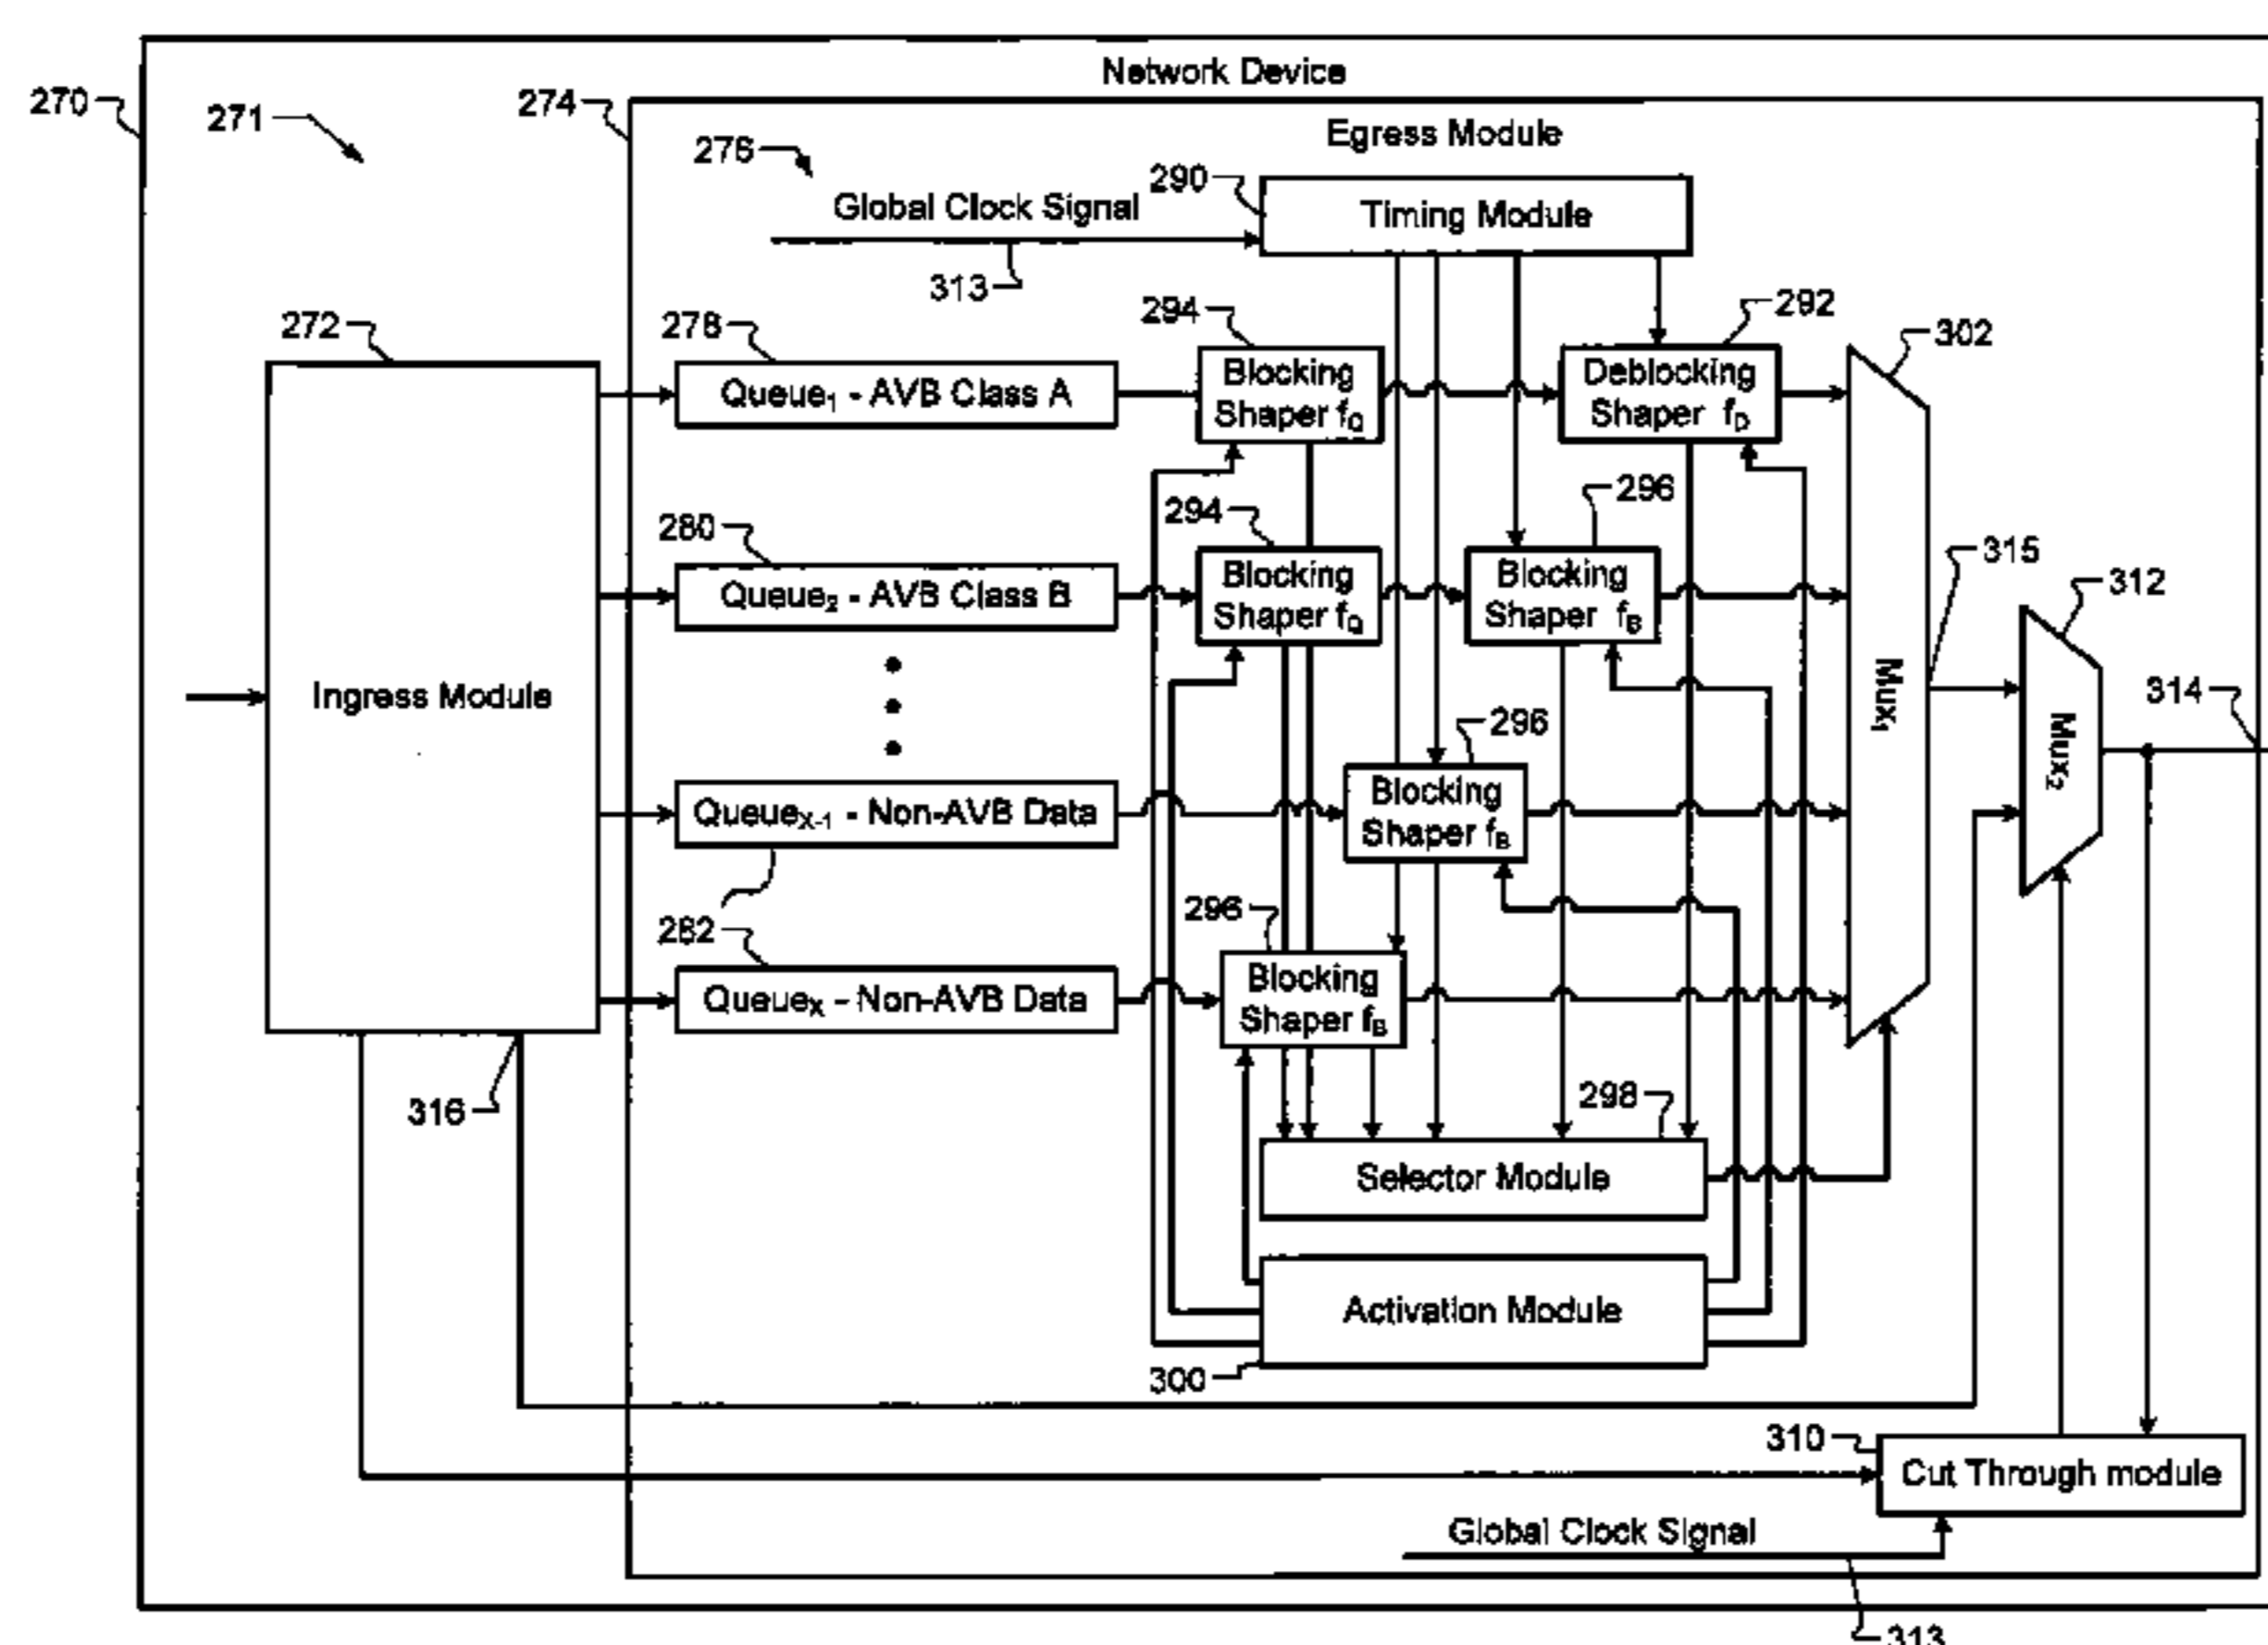 Network Device
270
271
274
Egress Module
276
290
Global Clock Signal
Timing Module
313
272
278
294
292
302
Queue1 - AVB Class A
Blocking
Shaper fQ
Deblocking
Shaper fD
280
294
296
315
Queue2 - AVB Class B
Blocking
Shaper fQ
Blocking
Shaper fB
312
Ingress Module
Mux1
314
296
Mux2
QueueX-1 - Non-AVB Data
Blocking
Shaper fB
282
296
QueueX - Non-AVB Data
Blocking
Shaper fB
316
298
Selector Module
Activation Module
300
310
Cut Through module
Global Clock Signal
313